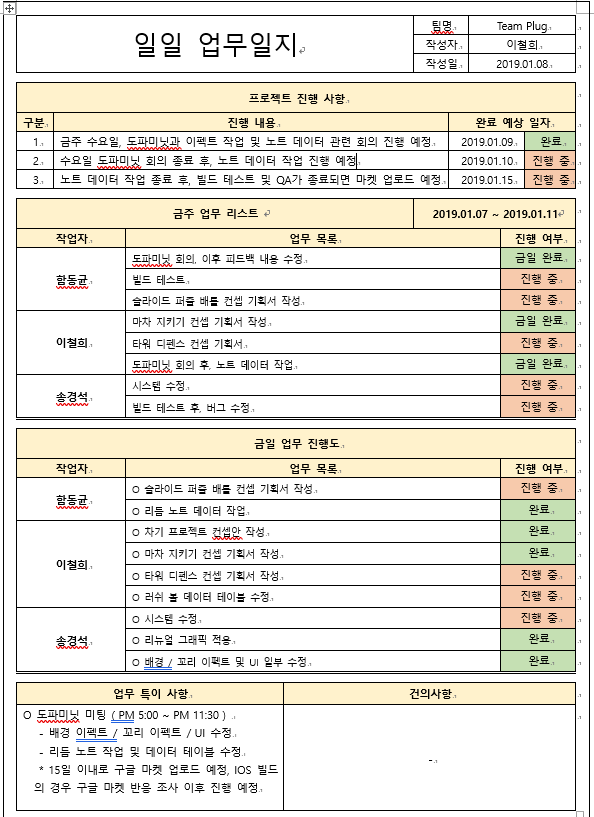 일일 업무일지
팀명 Team Plug
작성자 이철희
작성일 2019.01.08
프로젝트 진행 사항
구분 진행 내용 완료 예상 일자
1 금주 수요일, 도파미닛과 이펙트 작업 및 노트 데이터 관련 회의 진행 예정 2019.01.09 완료
2 수요일 도파미닛 회의 종료 후, 노트 데이터 작업 진행 예정 2019.01.10 진행 중
3 노트 데이터 작업 종료 후, 빌드 테스트 및 QA가 종료되면 마켓 업로드 예정 2019.01.15 진행 중
금주 업무 리스트 2019.01.07 ~ 2019.01.11
작업자 업무 목록 진행 여부
함동균
도파미닛 회의, 이후 피드백 내용 수정 금일 완료
빌드 테스트 진행 중
슬라이드 퍼즐 배틀 컨셉 기획서 작성 진행 중
이철희
마차 지키기 컨셉 기획서 작성 금일 완료
타워 디펜스 컨셉 기획서 진행 중
도파미닛 회의 후, 노트 데이터 작업 금일 완료
송경석
시스템 수정 진행 중
빌드 테스트 후, 버그 수정 진행 중
금일 업무 진행도
작업자 업무 목록 진행 여부
함동균
O 슬라이드 퍼즐 배틀 컨셉 기획서 작성 진행 중
O 리듬 노트 데이터 작업 완료
이철희
O 차기 프로젝트 컨셉안 작성 완료
O 마차 지키기 컨셉 기획서 작성 완료
O 타워 디펜스 컨셉 기획서 작성 진행 중
O 러쉬 볼 데이터 테이블 수정 진행 중
송경석
O 시스템 수정 진행 중
O 리뉴얼 그래픽 적용 완료
O 배경 / 꼬리 이펙트 및 UI 일부 수정 완료
업무 특이 사항 건의사항
O 도파미닛 미팅 ( PM 5:00 ~ PM 11:30 )
- 배경 이펙트 / 꼬리 이펙트 / UI 수정
- 리듬 노트 작업 및 데이터 테이블 수정
* 15일 이내로 구글 마켓 업로드 예정, IOS 빌드
의 경우 구글 마켓 반응 조사 이후 진행 예정
-